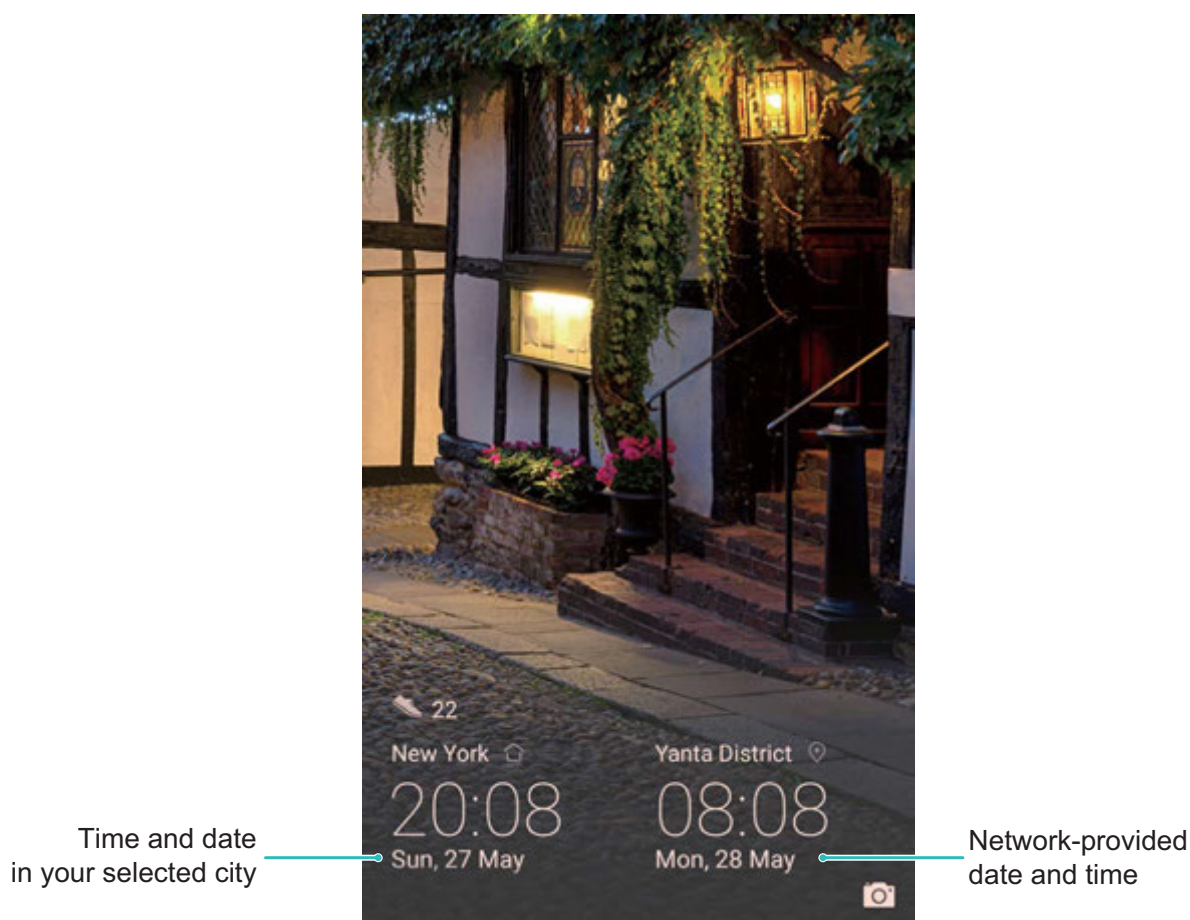 22
New York
Yanta District
20:08
08:08
Sun, 27 May
Mon, 28 May
Time and date
in your selected city
Network-provided
date and time